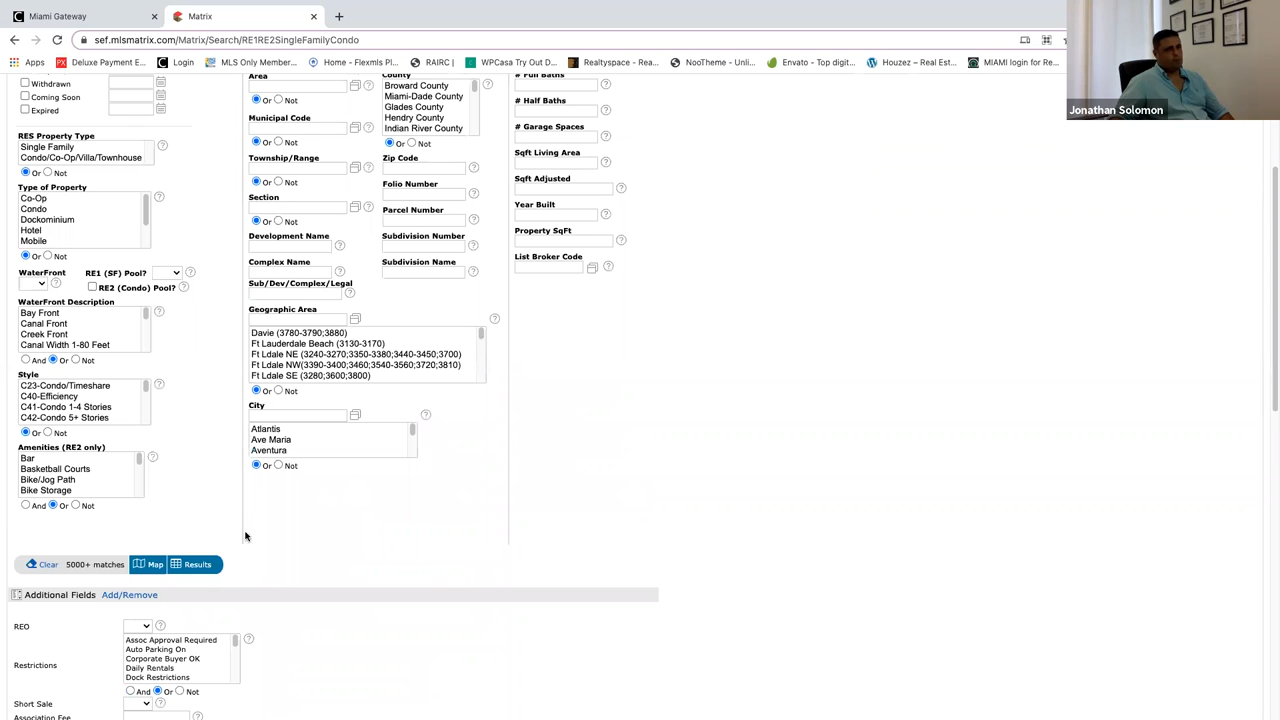 Miami Gateway
Matrix
sef.mlsmatrix.com/Matrix/Search/RE1RE2SingleFamilyCondo
Apps
Deluxe Payment E...
Login
MLS Only Member...
Home - Flexmls Pro...
RAIRC |
WPCasa Try Out D...
Realtyspace - Rea...
NooTheme - Unli...
Envato - Top digit...
Houzez – Real Est...
MIAMI login for Re...
Jonathan Solomon
Withdrawn
Coming Soon
Expired
RES Property Type
Single Family
Condo/Co-Op/Villa/Townhouse
Or Not
Type of Property
Co-Op
Condo
Dockominium
Hotel
Mobile
Or Not
WaterFront
RE1 (SF) Pool?
RE2 (Condo) Pool?
WaterFront Description
Bay Front
Canal Front
Creek Front
Canal Width 1-80 Feet
And Or Not
Style
C23-Condo/Timeshare
C40-Efficiency
C41-Condo 1-4 Stories
C42-Condo 5+ Stories
Or Not
Amenities (RE2 only)
Bar
Basketball Courts
Bike/Jog Path
Bike Storage
And Or Not
Area
Or Not
Municipal Code
Or Not
Township/Range
Or Not
Section
Or Not
Development Name
Complex Name
Sub/Dev/Complex/Legal
County
Broward County
Miami-Dade County
Glades County
Hendry County
Indian River County
Or Not
Zip Code
Folio Number
Parcel Number
Subdivision Number
Subdivision Name
Geographic Area
Davie (3780-3790;3880)
Ft Lauderdale Beach (3130-3170)
Ft Ldale NE (3240-3270;3350-3380;3440-3450;3700)
Ft Ldale NW(3390-3400;3460;3540-3560;3720;3810)
Ft Ldale SE (3280;3600;3800)
Or Not
City
Atlantis
Ave Maria
Aventura
Or Not
# Full Baths
# Half Baths
# Garage Spaces
Sqft Living Area
Sqft Adjusted
Year Built
Property SqFt
List Broker Code
Clear 5000+ matches Map Results
Additional Fields Add/Remove
REO
Restrictions
Assoc Approval Required
Auto Parking On
Corporate Buyer OK
Daily Rentals
Dock Restrictions
And Or Not
Short Sale
Association Fee